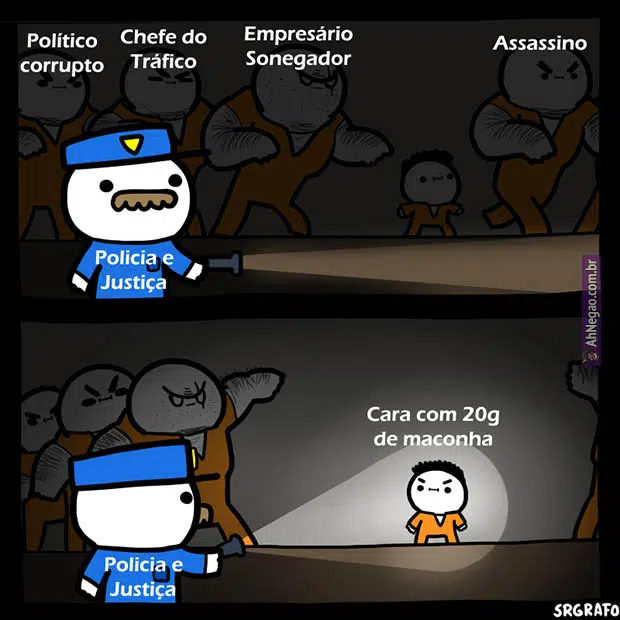 Político
corrupto
Chefe do
Tráfico
Empresário
Sonegador
Assassino
Policia e
Justiça
AhNegao.com.br
Cara com 20g
de maconha
Policia e
Justiça
SRGRAFO